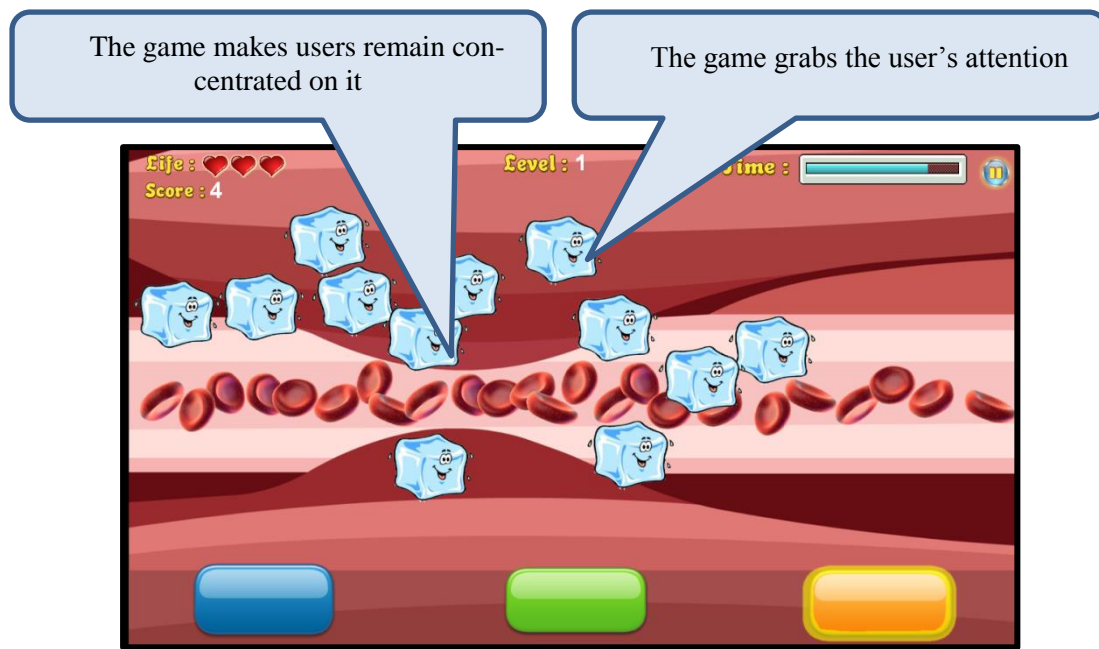 The game makes users remain con-
centrated on it
The game grabs the user’s attention
Life :
Level : 1
Time :
Score : 4